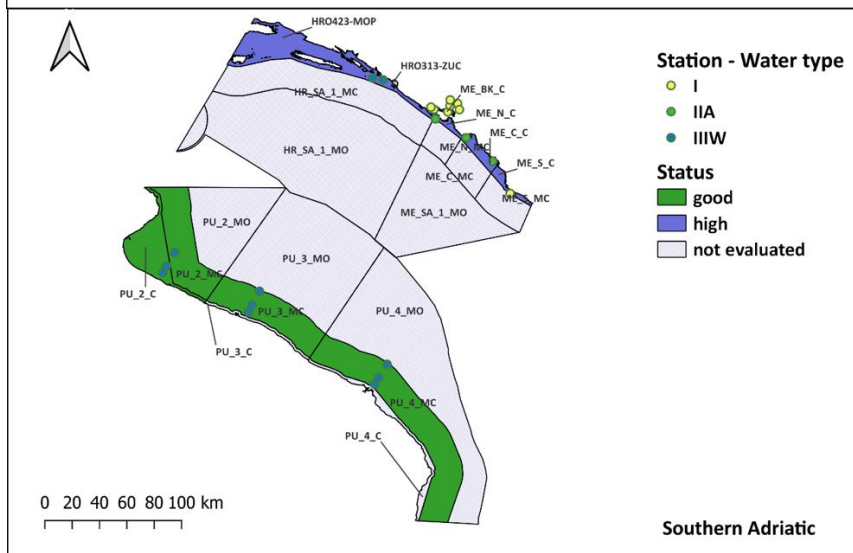 HRO423-MOP
HRO313-ZUC
ME_BK_C
HR_SA_1_MC
ME_N_C
ME_C_C
ME_N_MC
HR_SA_1_MO
ME_S_C
ME_C_MC
ME_S_MC
ME_SA_1_MO
PU_2_MO
PU_3_MO
PU_2_MC
PU_2_C
PU_4_MO
PU_3_MC
PU_3_C
PU_4_MC
PU_4_C
Station - Water type
I
IIA
IIIW
Status
good
high
not evaluated
0 20 40 60 80 100 km
Southern Adriatic